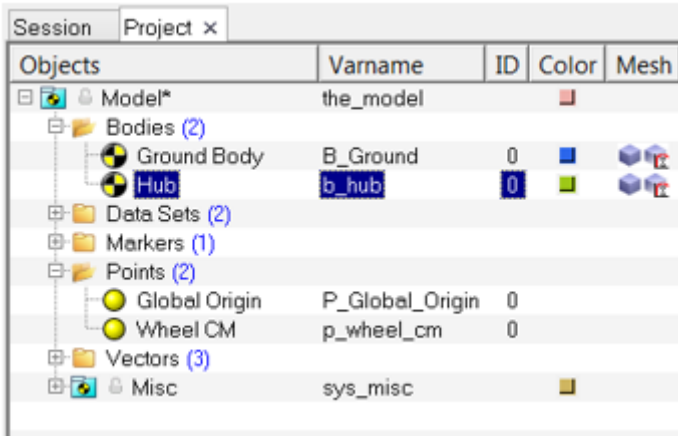 Session Project ×
Objects Varname ID Color Mesh
Model* the_model
Bodies (2)
Ground Body B_Ground 0
Hub b_hub 0
Data Sets (2)
Markers (1)
Points (2)
Global Origin P_Global_Origin 0
Wheel CM p_wheel_cm 0
Vectors (3)
Misc sys_misc